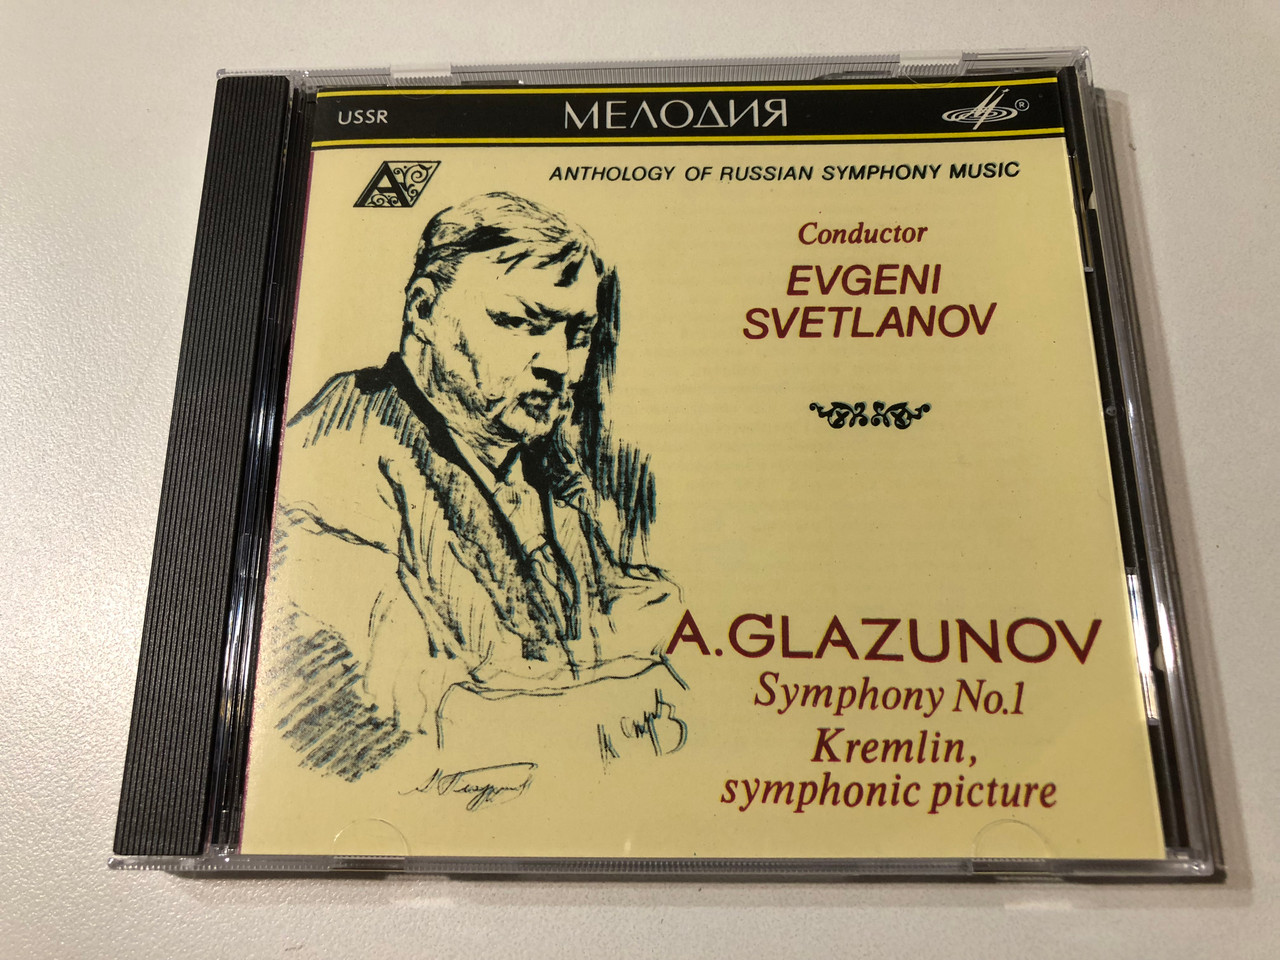 USSR
МЕЛОДИЯ
®
ANTHOLOGY OF RUSSIAN SYMPHONY MUSIC
Conductor
EVGENI
SVETLANOV
A.GLAZUNOV
Symphony No.1
Kremlin,
symphonic picture